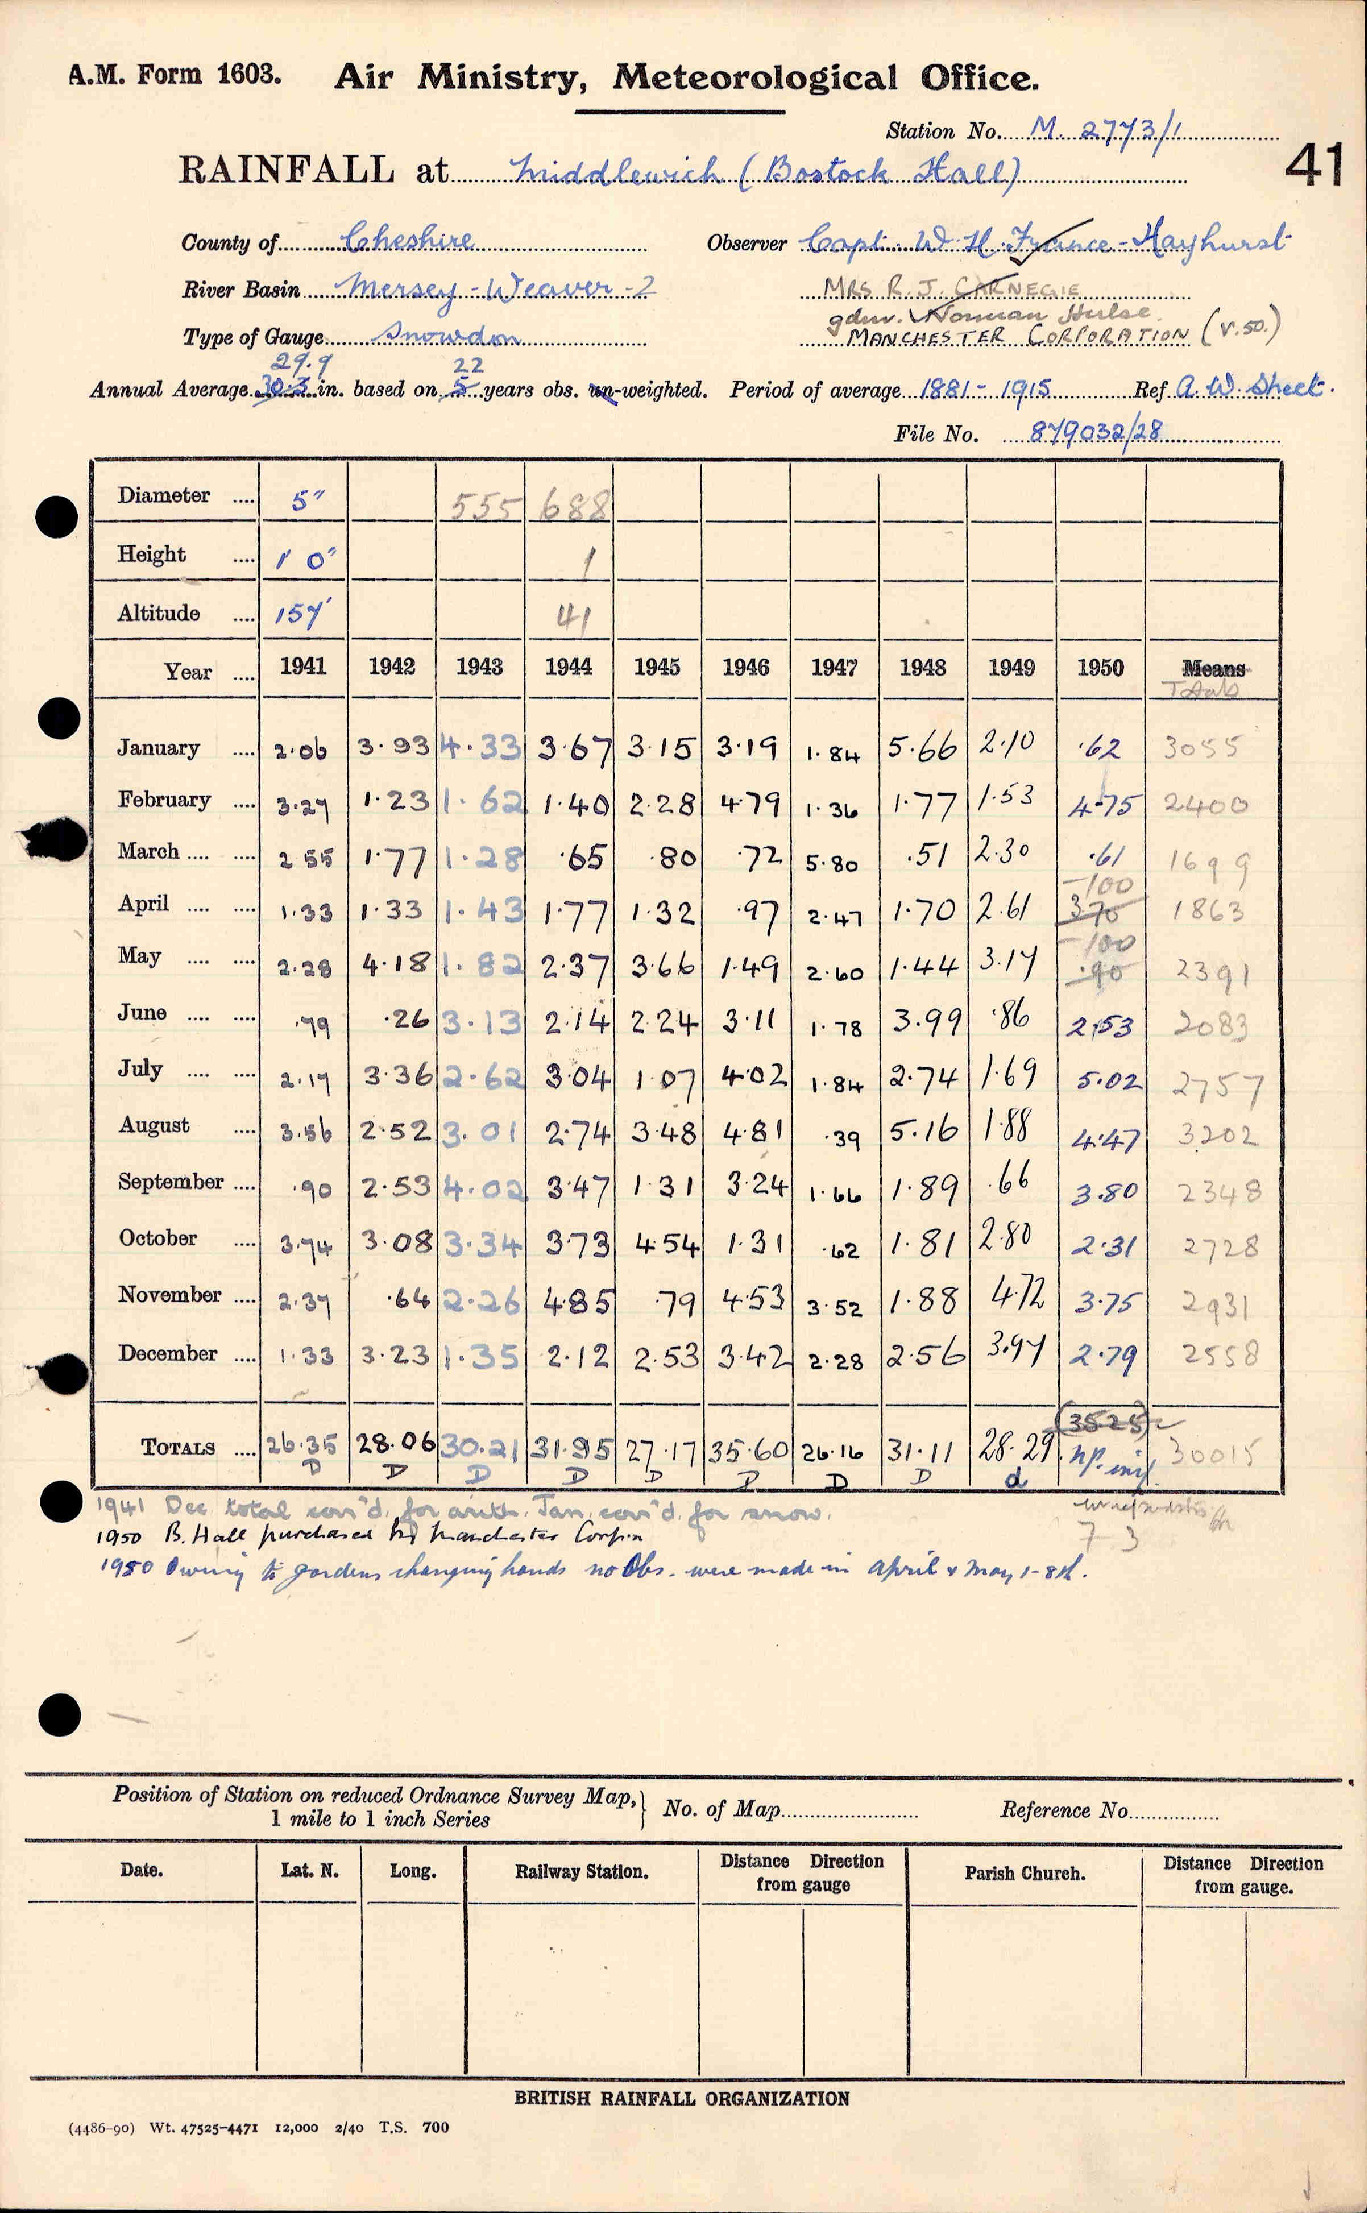 A.M. Form 1603. Air Ministry, Meteorological Office.
Station No. M. 2773/1
41
RAINFALL at Middlewich (Bostock Hall)
County of Cheshire Observer Capt. W. H. France-Hayhurst
River Basin Mersey-Weaver-2 MRS R. J. CARNEGIE
gdnr. Norman Hulse
Type of Gauge Snowdon MANCHESTER CORPORATION (v.50.)
29.9 22
Annual Average 30.3 in. based on 5 years obs. un-weighted. Period of average 1881-1915 Ref A.W. Sheet.
File No. 879032/28
Diameter .... 5" 555 688
Height .... 1' 0" 1
Altitude .... 157' 41
Year .... 1941 1942 1943 1944 1945 1946 1947 1948 1949 1950 Means
Totals
January .... 2.06 3.93 4.33 3.67 3.15 3.19 1.84 5.66 2.10 .62 3055
February .... 3.27 1.23 1.62 1.40 2.28 4.79 1.36 1.77 1.53 4.75 2400
March .... .... 2.55 1.77 1.28 .65 .80 .72 5.80 .51 2.30 .61 1699
-100
April .... .... 1.33 1.33 1.43 1.77 1.32 .97 2.47 1.70 2.61 3.70 1863
-100
May .... .... 2.28 4.18 1.82 2.37 3.66 1.49 2.60 1.44 3.17 .90 2391
June .... .... .79 .26 3.13 2.14 2.24 3.11 1.78 3.99 .86 2.53 2083
July .... .... 2.17 3.36 2.62 3.04 1.07 4.02 1.84 2.74 1.69 5.02 2757
August .... 3.56 2.52 3.01 2.74 3.48 4.81 .39 5.16 1.88 4.47 3202
September .... .90 2.53 4.02 3.47 1.31 3.24 1.66 1.89 .66 3.80 2348
October .... 3.74 3.08 3.34 3.73 4.54 1.31 .62 1.81 2.80 2.31 2728
November .... 2.37 .64 2.26 4.85 .79 4.53 3.52 1.88 4.72 3.75 2931
December .... 1.33 3.23 1.35 2.12 2.53 3.42 2.28 2.56 3.97 2.79 2558
(35.25)
TOTALS .... 26.35 28.06 30.21 31.95 27.17 35.60 26.16 31.11 28.29 n.p. 30015
D D D D D D D D d
1941 Dec total con'd. for arith. Jan. con'd. for snow.
7 3
1950 B. Hall purchased by Manchester Corp'n
1950 Owing to gardens changing hands no Obs. were made in April & May 1-8th.
Position of Station on reduced Ordnance Survey Map, 1 mile to 1 inch Series } No. of Map Reference No.
Date. Lat. N. Long. Railway Station. Distance Direction from gauge Parish Church. Distance Direction from gauge.
BRITISH RAINFALL ORGANIZATION
(4486-90) Wt. 47525-4471 12,000 2/40 T.S. 700